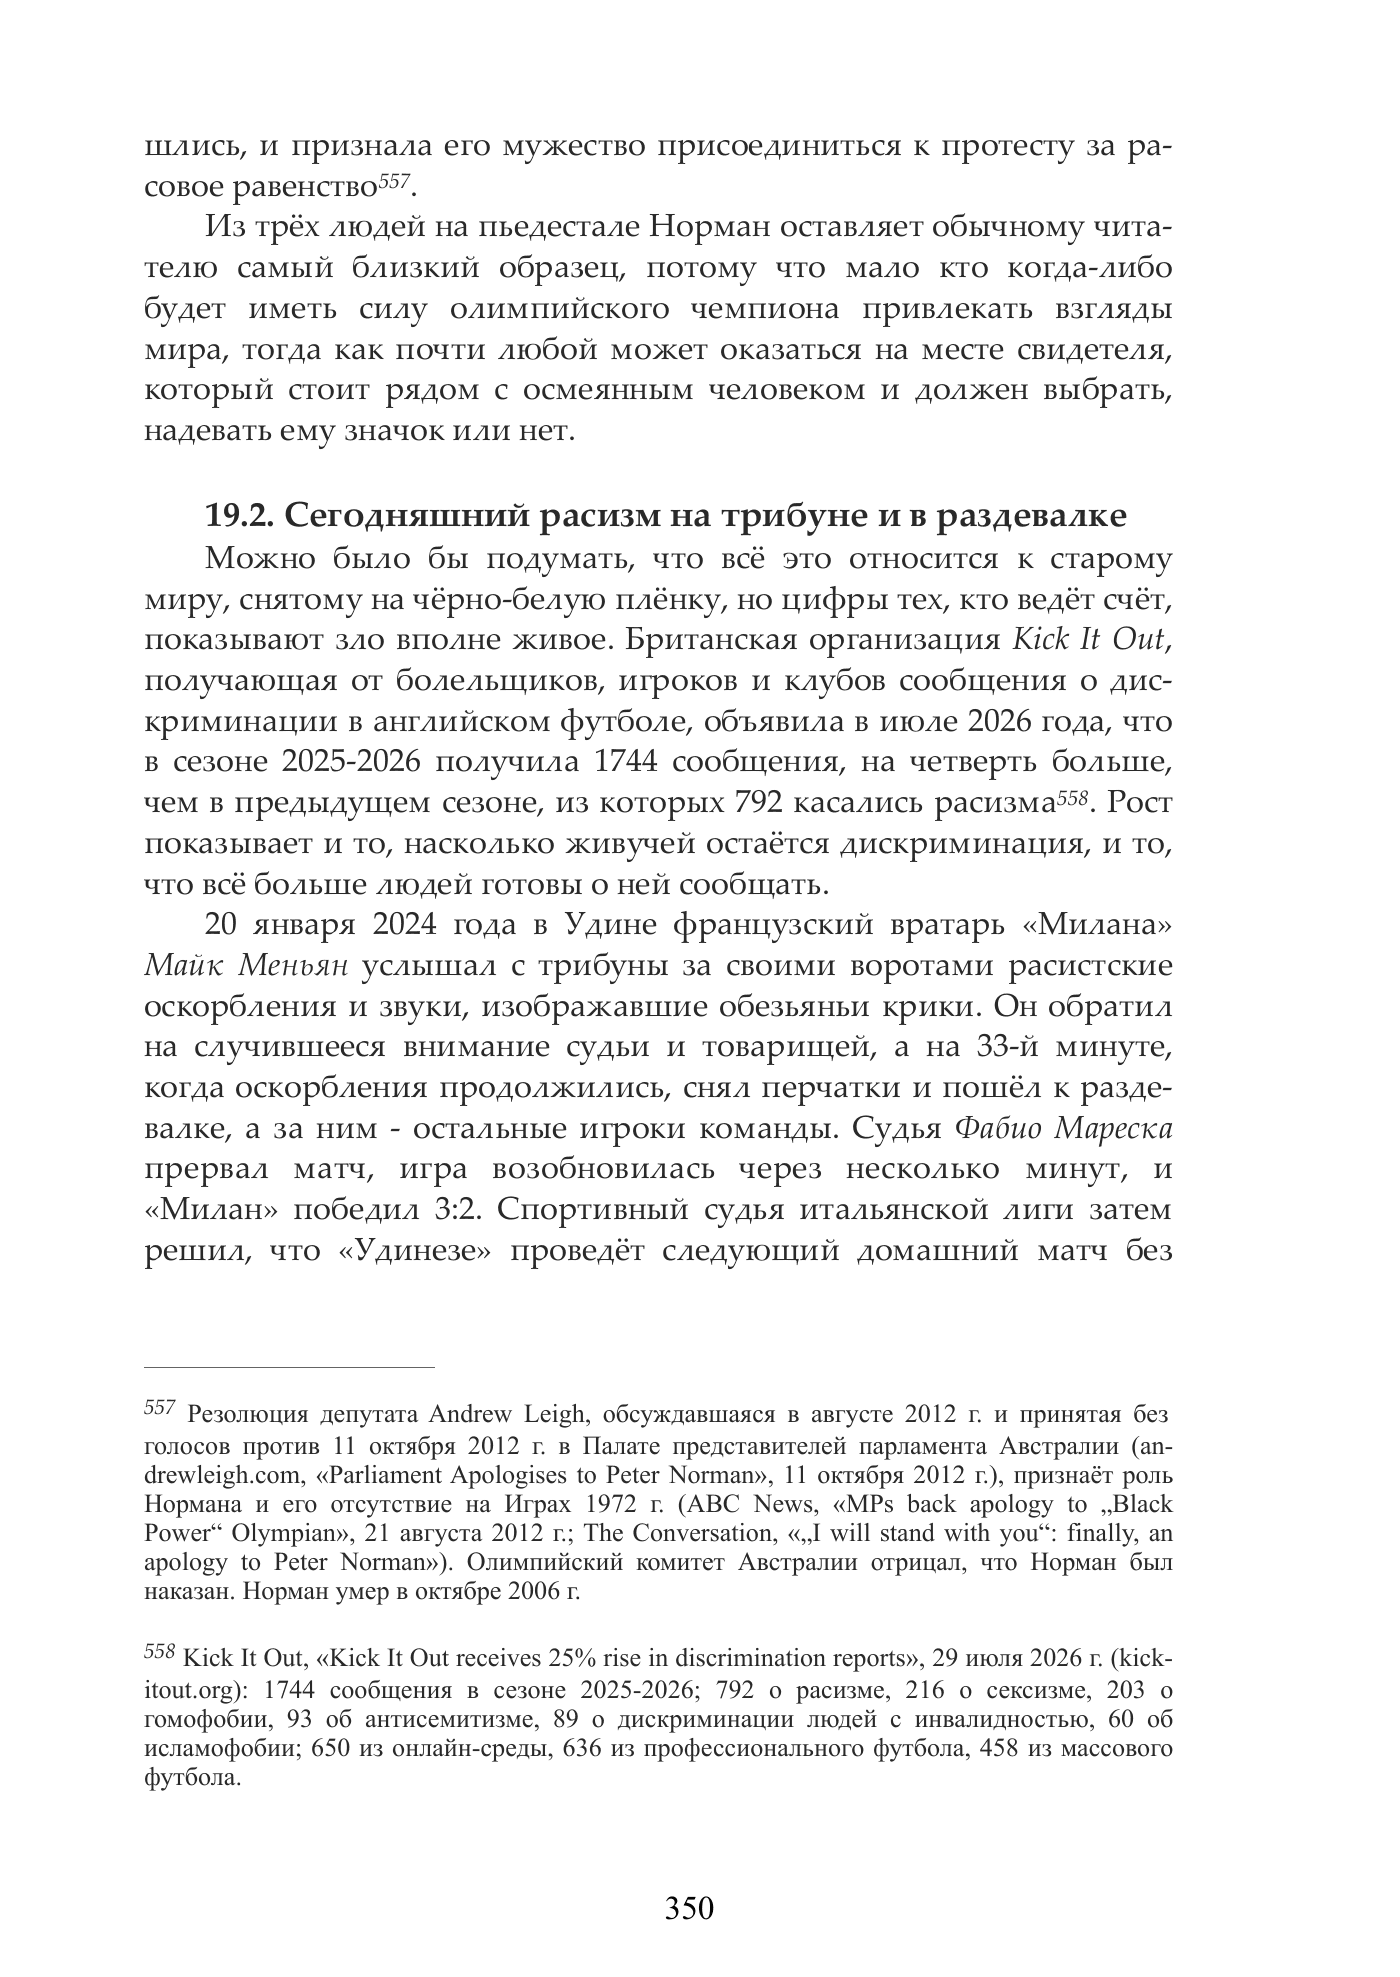 шлись, и признала его мужество присоединиться к протесту за ра-
совое равенство557.
Из трёх людей на пьедестале Норман оставляет обычному чита-
телю самый близкий образец, потому что мало кто когда-либо
будет иметь силу олимпийского чемпиона привлекать взгляды
мира, тогда как почти любой может оказаться на месте свидетеля,
который стоит рядом с осмеянным человеком и должен выбрать,
надевать ему значок или нет.
19.2. Сегодняшний расизм на трибуне и в раздевалке
Можно было бы подумать, что всё это относится к старому
миру, снятому на чёрно-белую плёнку, но цифры тех, кто ведёт счёт,
показывают зло вполне живое. Британская организация Kick It Out,
получающая от болельщиков, игроков и клубов сообщения о дис-
криминации в английском футболе, объявила в июле 2026 года, что
в сезоне 2025-2026 получила 1744 сообщения, на четверть больше,
чем в предыдущем сезоне, из которых 792 касались расизма558. Рост
показывает и то, насколько живучей остаётся дискриминация, и то,
что всё больше людей готовы о ней сообщать.
20 января 2024 года в Удине французский вратарь «Милана»
Майк Меньян услышал с трибуны за своими воротами расистские
оскорбления и звуки, изображавшие обезьяньи крики. Он обратил
на случившееся внимание судьи и товарищей, а на 33-й минуте,
когда оскорбления продолжились, снял перчатки и пошёл к разде-
валке, а за ним - остальные игроки команды. Судья Фабио Мареска
прервал матч, игра возобновилась через несколько минут, и
«Милан» победил 3:2. Спортивный судья итальянской лиги затем
решил, что «Удинезе» проведёт следующий домашний матч без
557 Резолюция депутата Andrew Leigh, обсуждавшаяся в августе 2012 г. и принятая без
голосов против 11 октября 2012 г. в Палате представителей парламента Австралии (an-
drewleigh.com, «Parliament Apologises to Peter Norman», 11 октября 2012 г.), признаёт роль
Нормана и его отсутствие на Играх 1972 г. (ABC News, «MPs back apology to „Black
Power“ Olympian», 21 августа 2012 г.; The Conversation, «„I will stand with you“: finally, an
apology to Peter Norman»). Олимпийский комитет Австралии отрицал, что Норман был
наказан. Норман умер в октябре 2006 г.
558 Kick It Out, «Kick It Out receives 25% rise in discrimination reports», 29 июля 2026 г. (kick-
itout.org): 1744 сообщения в сезоне 2025-2026; 792 о расизме, 216 о сексизме, 203 о
гомофобии, 93 об антисемитизме, 89 о дискриминации людей с инвалидностью, 60 об
исламофобии; 650 из онлайн-среды, 636 из профессионального футбола, 458 из массового
футбола.
350